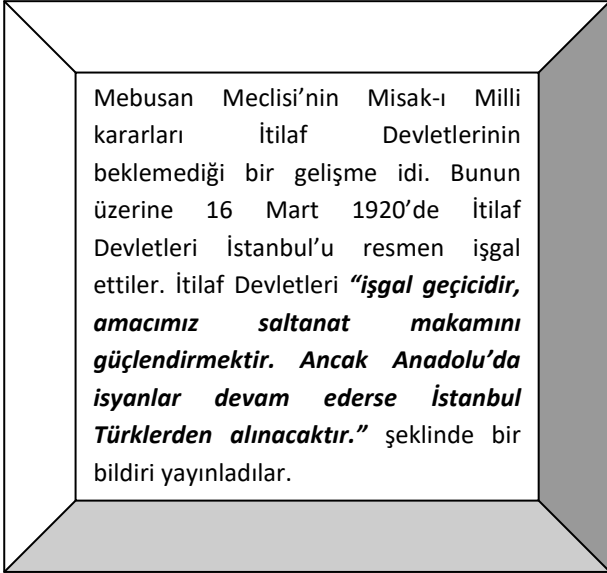 Mebusan Meclisi’nin Misak-ı Milli
kararları İtilaf Devletlerinin
beklemediği bir gelişme idi. Bunun
üzerine 16 Mart 1920’de İtilaf
Devletleri İstanbul’u resmen işgal
ettiler. İtilaf Devletleri “işgal geçicidir,
amacımız saltanat makamını
güçlendirmektir. Ancak Anadolu’da
isyanlar devam ederse İstanbul
Türklerden alınacaktır.” şeklinde bir
bildiri yayınladılar.